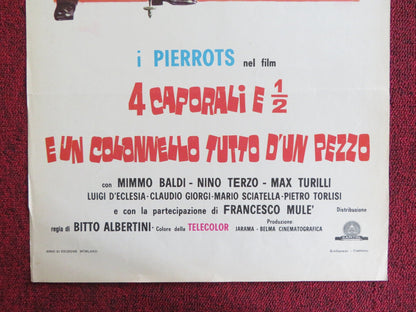 i PIERROTS nel film
4 CAPORALI E 1/2
E UN COLONNELLO TUTTO D'UN PEZZO
con MIMMO BALDI - NINO TERZO - MAX TURILLI
LUIGI D'ECLESIA - CLAUDIO GIORGI - MARIO SCIATELLA - PIETRO TORLISI
e con la partecipazione di FRANCESCO MULE'
Distribuzione
regia di BITTO ALBERTINI - Colore della TELECOLOR
Produzione
JARAMA - BELMA CINEMATOGRAFICA